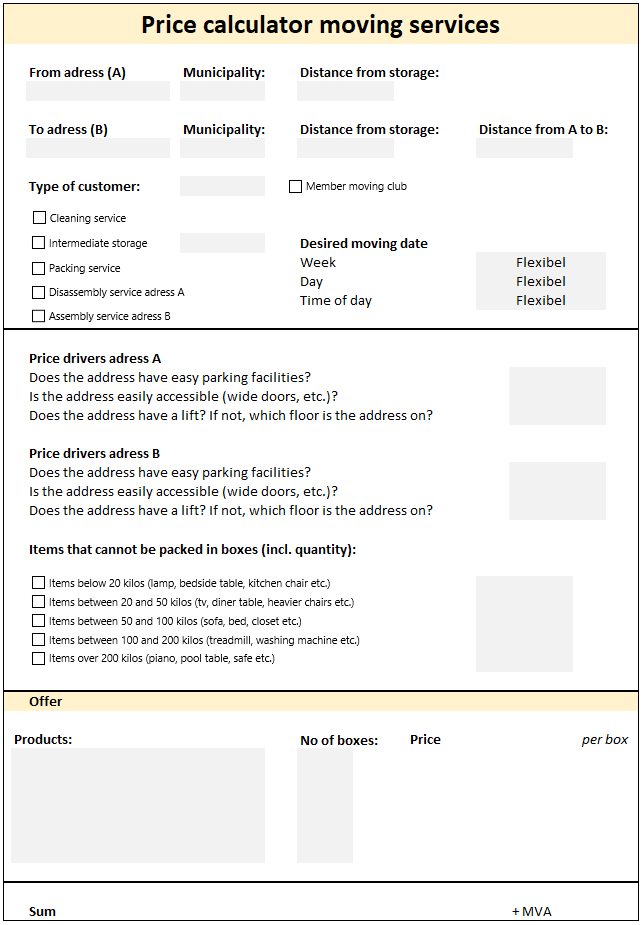 Price calculator moving services
From adress (A) Municipality: Distance from storage:
To adress (B) Municipality: Distance from storage: Distance from A to B:
Type of customer: Member moving club
Cleaning service
Intermediate storage Desired moving date
Week Flexibel
Packing service
Day Flexibel
Disassembly service adress A
Time of day Flexibel
Assembly service adress B
Price drivers adress A
Does the address have easy parking facilities?
Is the address easily accessible (wide doors, etc.)?
Does the address have a lift? If not, which floor is the address on?
Price drivers adress B
Does the address have easy parking facilities?
Is the address easily accessible (wide doors, etc.)?
Does the address have a lift? If not, which floor is the address on?
Items that cannot be packed in boxes (incl. quantity):
Items below 20 kilos (lamp, bedside table, kitchen chair etc.)
Items between 20 and 50 kilos (tv, diner table, heavier chairs etc.)
Items between 50 and 100 kilos (sofa, bed, closet etc.)
Items between 100 and 200 kilos (treadmill, washing machine etc.)
Items over 200 kilos (piano, pool table, safe etc.)
Offer
Products: No of boxes: Price per box
Sum + MVA